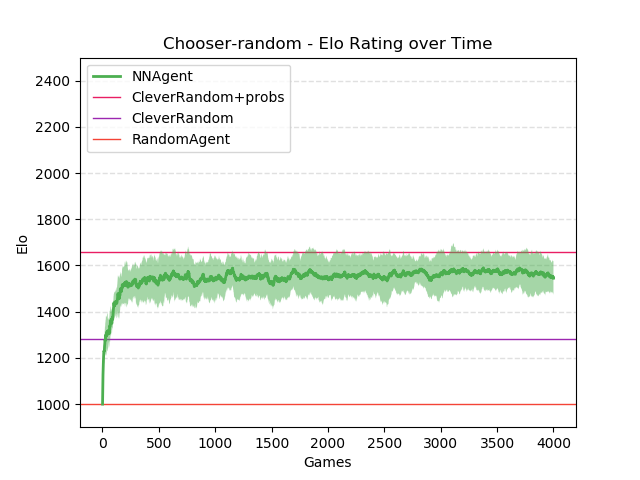 Chooser-random - Elo Rating over Time
NNAgent
CleverRandom+probs
CleverRandom
RandomAgent
2400
2200
2000
1800
1600
1400
1200
1000
Elo
0 500 1000 1500 2000 2500 3000 3500 4000
Games